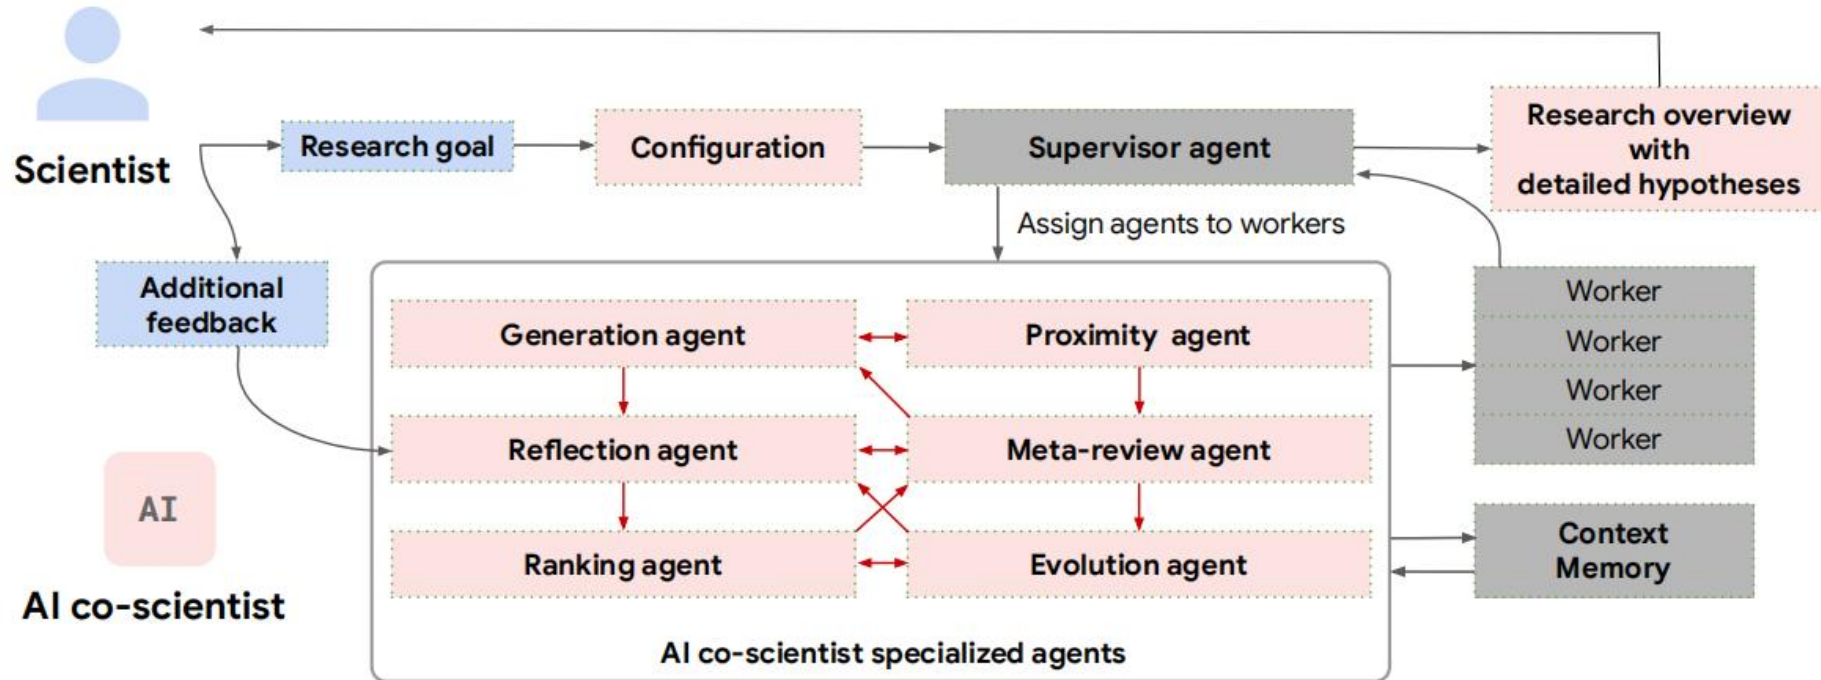 Scientist
Research goal
Configuration
Supervisor agent
Research overview
with
detailed hypotheses
Assign agents to workers
Additional
feedback
Generation agent
Proximity agent
Reflection agent
Meta-review agent
Ranking agent
Evolution agent
AI co-scientist specialized agents
Worker
Worker
Worker
Worker
Context
Memory
AI
AI co-scientist